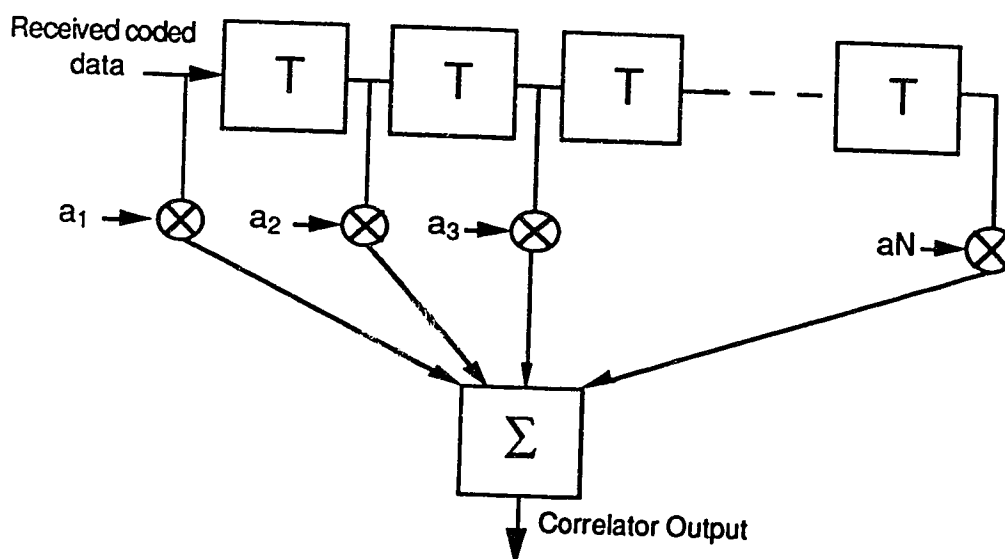 Received coded
data
T
T
T
T
a1
a2
a3
aN
Σ
Correlator Output